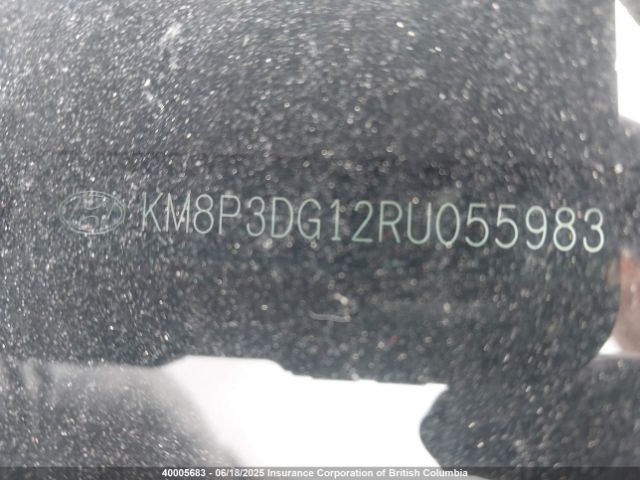 KM8P3DG12RU055983
40005683 - 06/18/2025 Insurance Corporation of British Columbia